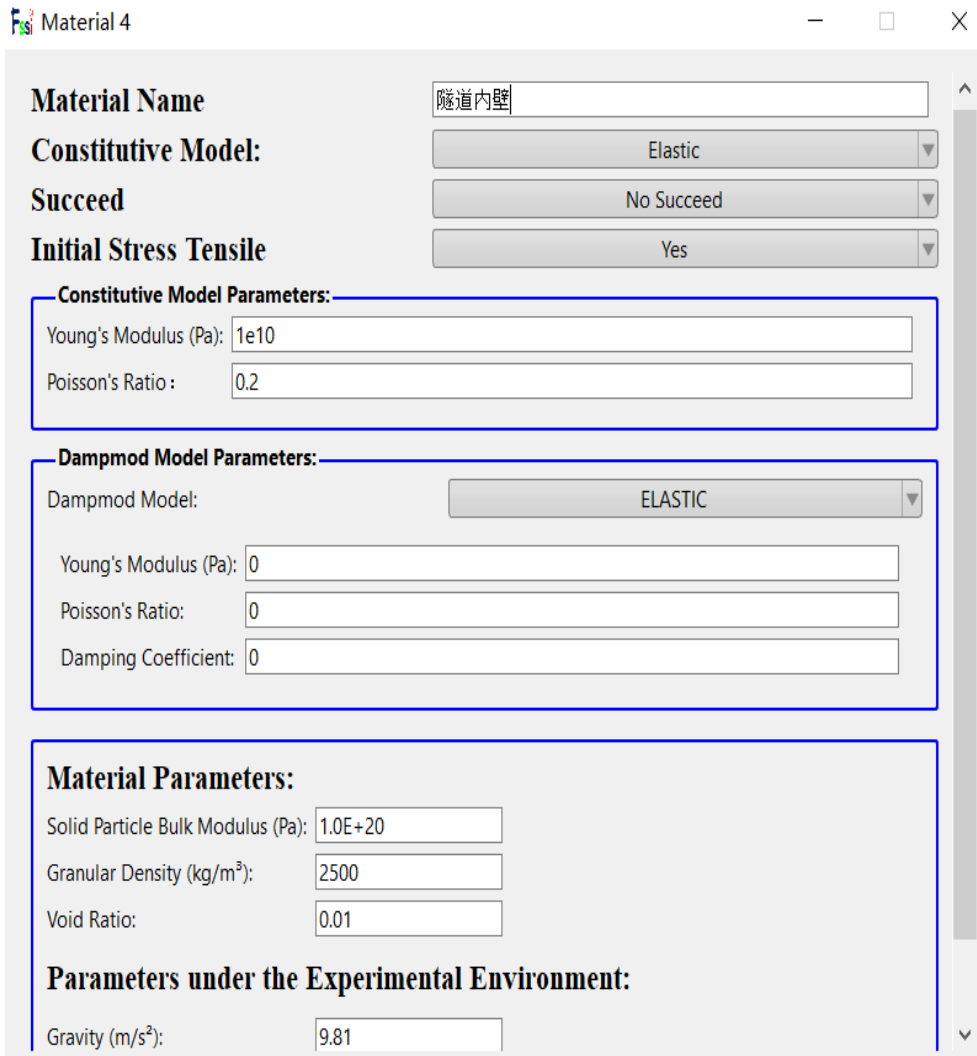 Fssi Material 4
Material Name 隧道内壁
Constitutive Model: Elastic
Succeed No Succeed
Initial Stress Tensile Yes
Constitutive Model Parameters:
Young's Modulus (Pa): 1e10
Poisson's Ratio： 0.2
Dampmod Model Parameters:
Dampmod Model: ELASTIC
Young's Modulus (Pa): 0
Poisson's Ratio: 0
Damping Coefficient: 0
Material Parameters:
Solid Particle Bulk Modulus (Pa): 1.0E+20
Granular Density (kg/m³): 2500
Void Ratio: 0.01
Parameters under the Experimental Environment:
Gravity (m/s²): 9.81